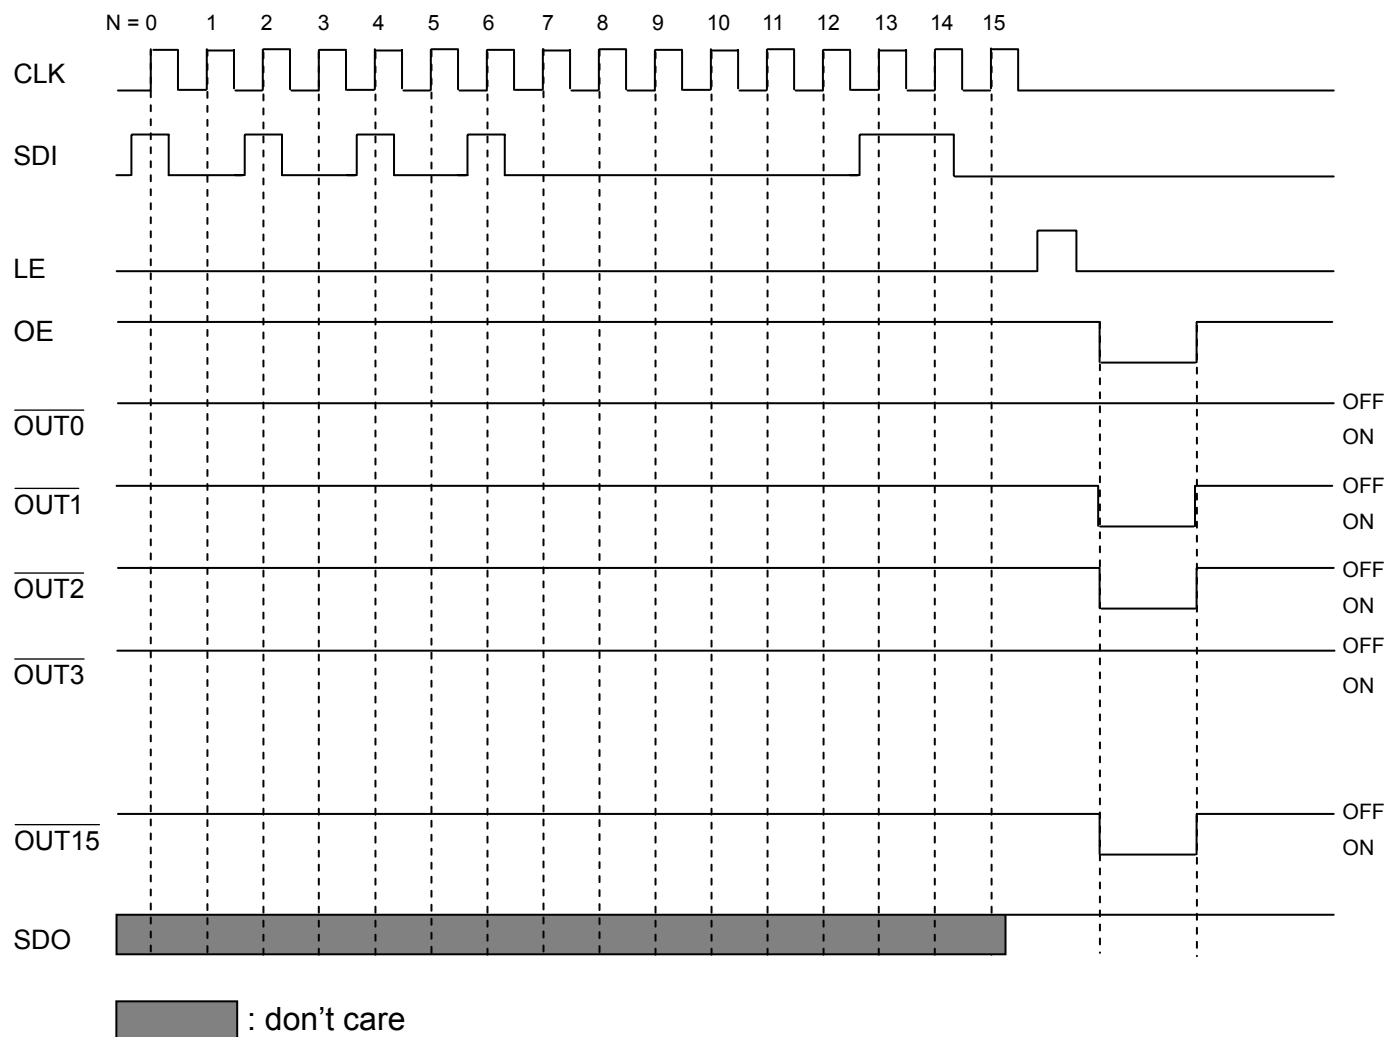 N = 0 1 2 3 4 5 6 7 8 9 10 11 12 13 14 15
CLK
SDI
LE
OE
OUT0
OFF
ON
OUT1
OFF
ON
OUT2
OFF
ON
OUT3
OFF
ON
OUT15
OFF
ON
SDO
: don't care